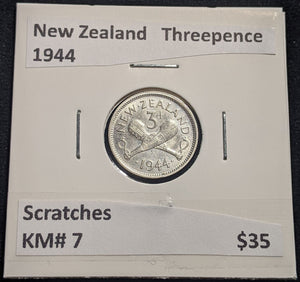 New Zealand Threepence
1944
NEW ZEALAND
3D
1944
Scratches
KM# 7 $35